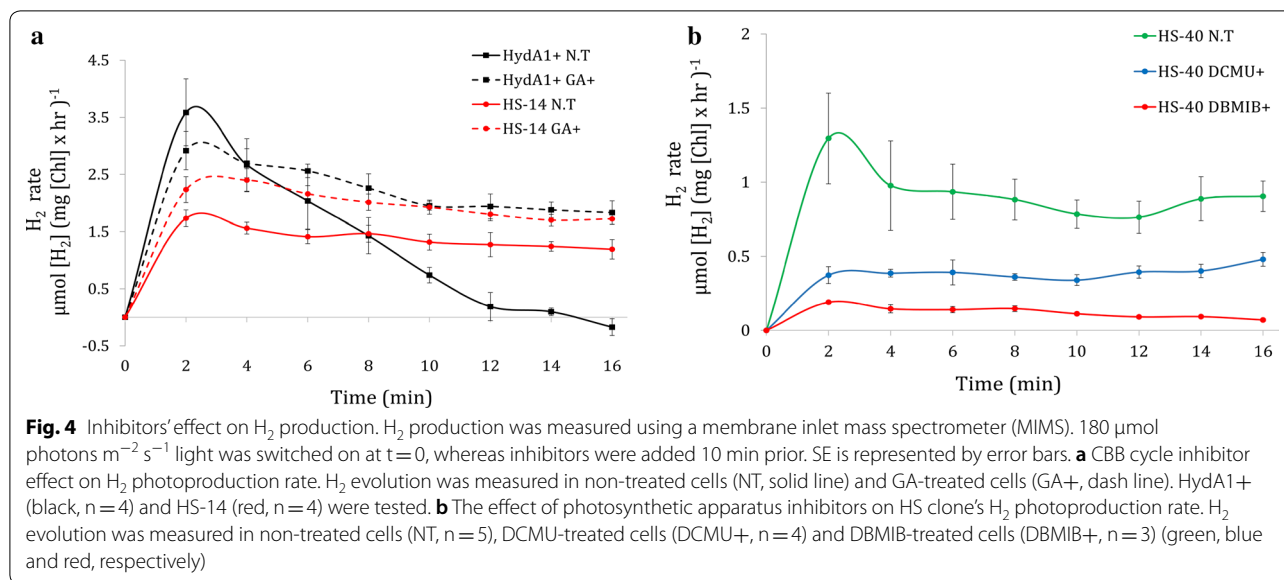 a
HydA1+ N.T
HydA1+ GA+
HS-14 N.T
HS-14 GA+
H₂ rate
µmol [H₂] (mg [Chl] x hr)⁻¹
4.5
3.5
2.5
1.5
0.5
-0.5
0 2 4 6 8 10 12 14 16
Time (min)
b
HS-40 N.T
HS-40 DCMU+
HS-40 DBMIB+
H₂ rate
µmol [H₂] (mg [Chl] x hr)⁻¹
2
1.5
1
0.5
0
0 2 4 6 8 10 12 14 16
Time (min)
Fig. 4 Inhibitors' effect on H₂ production. H₂ production was measured using a membrane inlet mass spectrometer (MIMS). 180 µmol
photons m⁻² s⁻¹ light was switched on at t = 0, whereas inhibitors were added 10 min prior. SE is represented by error bars. a CBB cycle inhibitor
effect on H₂ photoproduction rate. H₂ evolution was measured in non-treated cells (NT, solid line) and GA-treated cells (GA+, dash line). HydA1+
(black, n = 4) and HS-14 (red, n = 4) were tested. b The effect of photosynthetic apparatus inhibitors on HS clone's H₂ photoproduction rate. H₂
evolution was measured in non-treated cells (NT, n = 5), DCMU-treated cells (DCMU+, n = 4) and DBMIB-treated cells (DBMIB+, n = 3) (green, blue
and red, respectively)